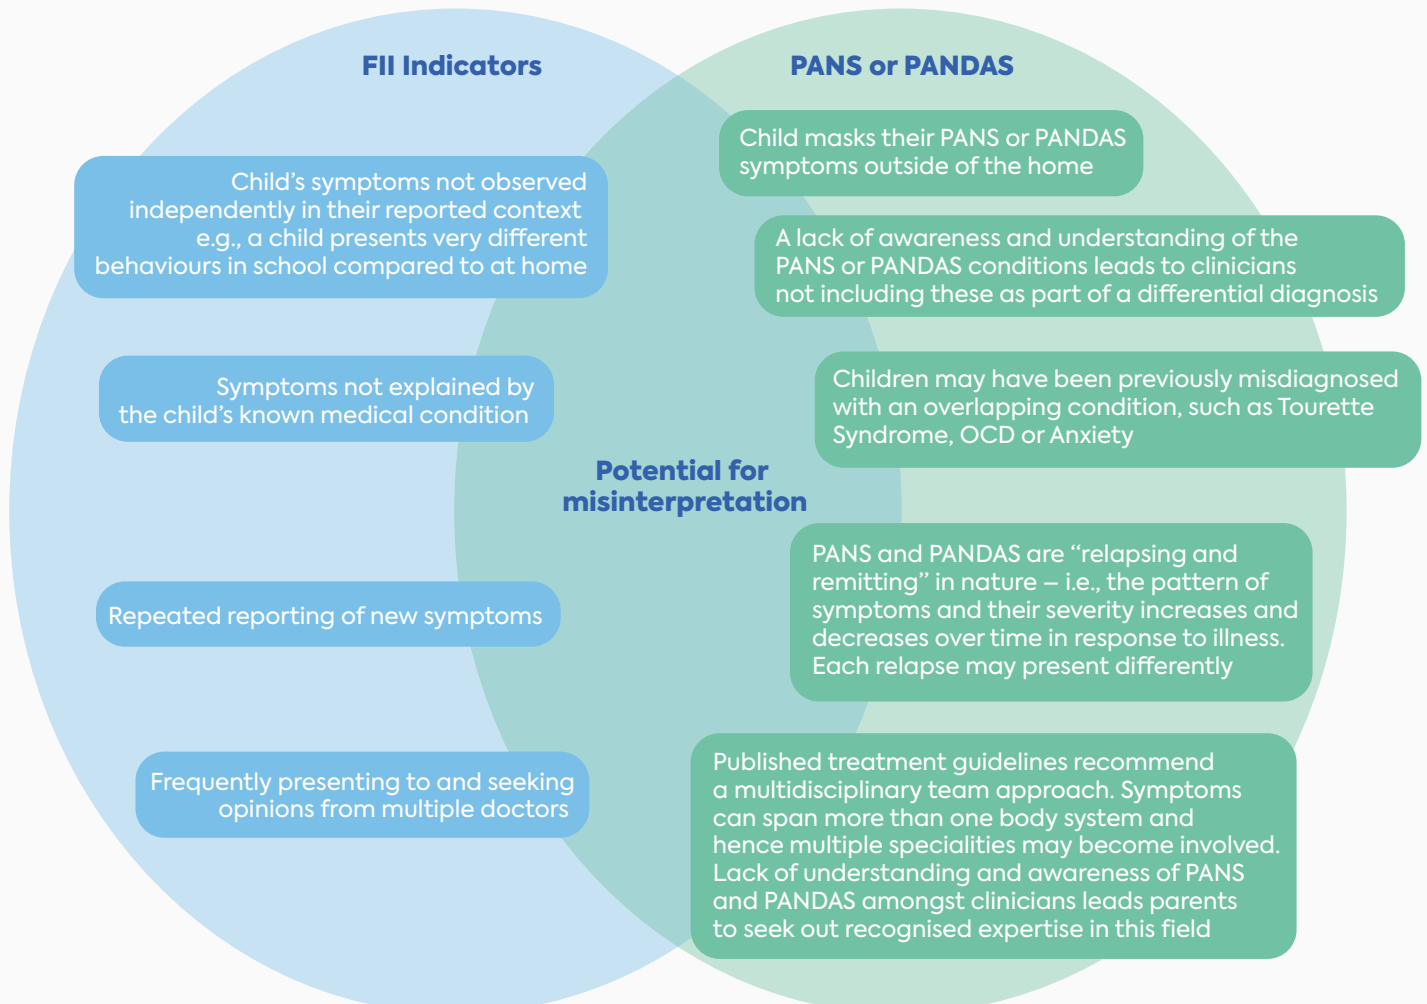 FII Indicators
Child’s symptoms not observed
independently in their reported context
e.g., a child presents very different
behaviours in school compared to at home
Symptoms not explained by
the child’s known medical condition
Repeated reporting of new symptoms
Frequently presenting to and seeking
opinions from multiple doctors
Potential for
misinterpretation
PANS or PANDAS
Child masks their PANS or PANDAS
symptoms outside of the home
A lack of awareness and understanding of the
PANS or PANDAS conditions leads to clinicians
not including these as part of a differential diagnosis
Children may have been previously misdiagnosed
with an overlapping condition, such as Tourette
Syndrome, OCD or Anxiety
PANS and PANDAS are “relapsing and
remitting” in nature – i.e., the pattern of
symptoms and their severity increases and
decreases over time in response to illness.
Each relapse may present differently
Published treatment guidelines recommend
a multidisciplinary team approach. Symptoms
can span more than one body system and
hence multiple specialities may become involved.
Lack of understanding and awareness of PANS
and PANDAS amongst clinicians leads parents
to seek out recognised expertise in this field